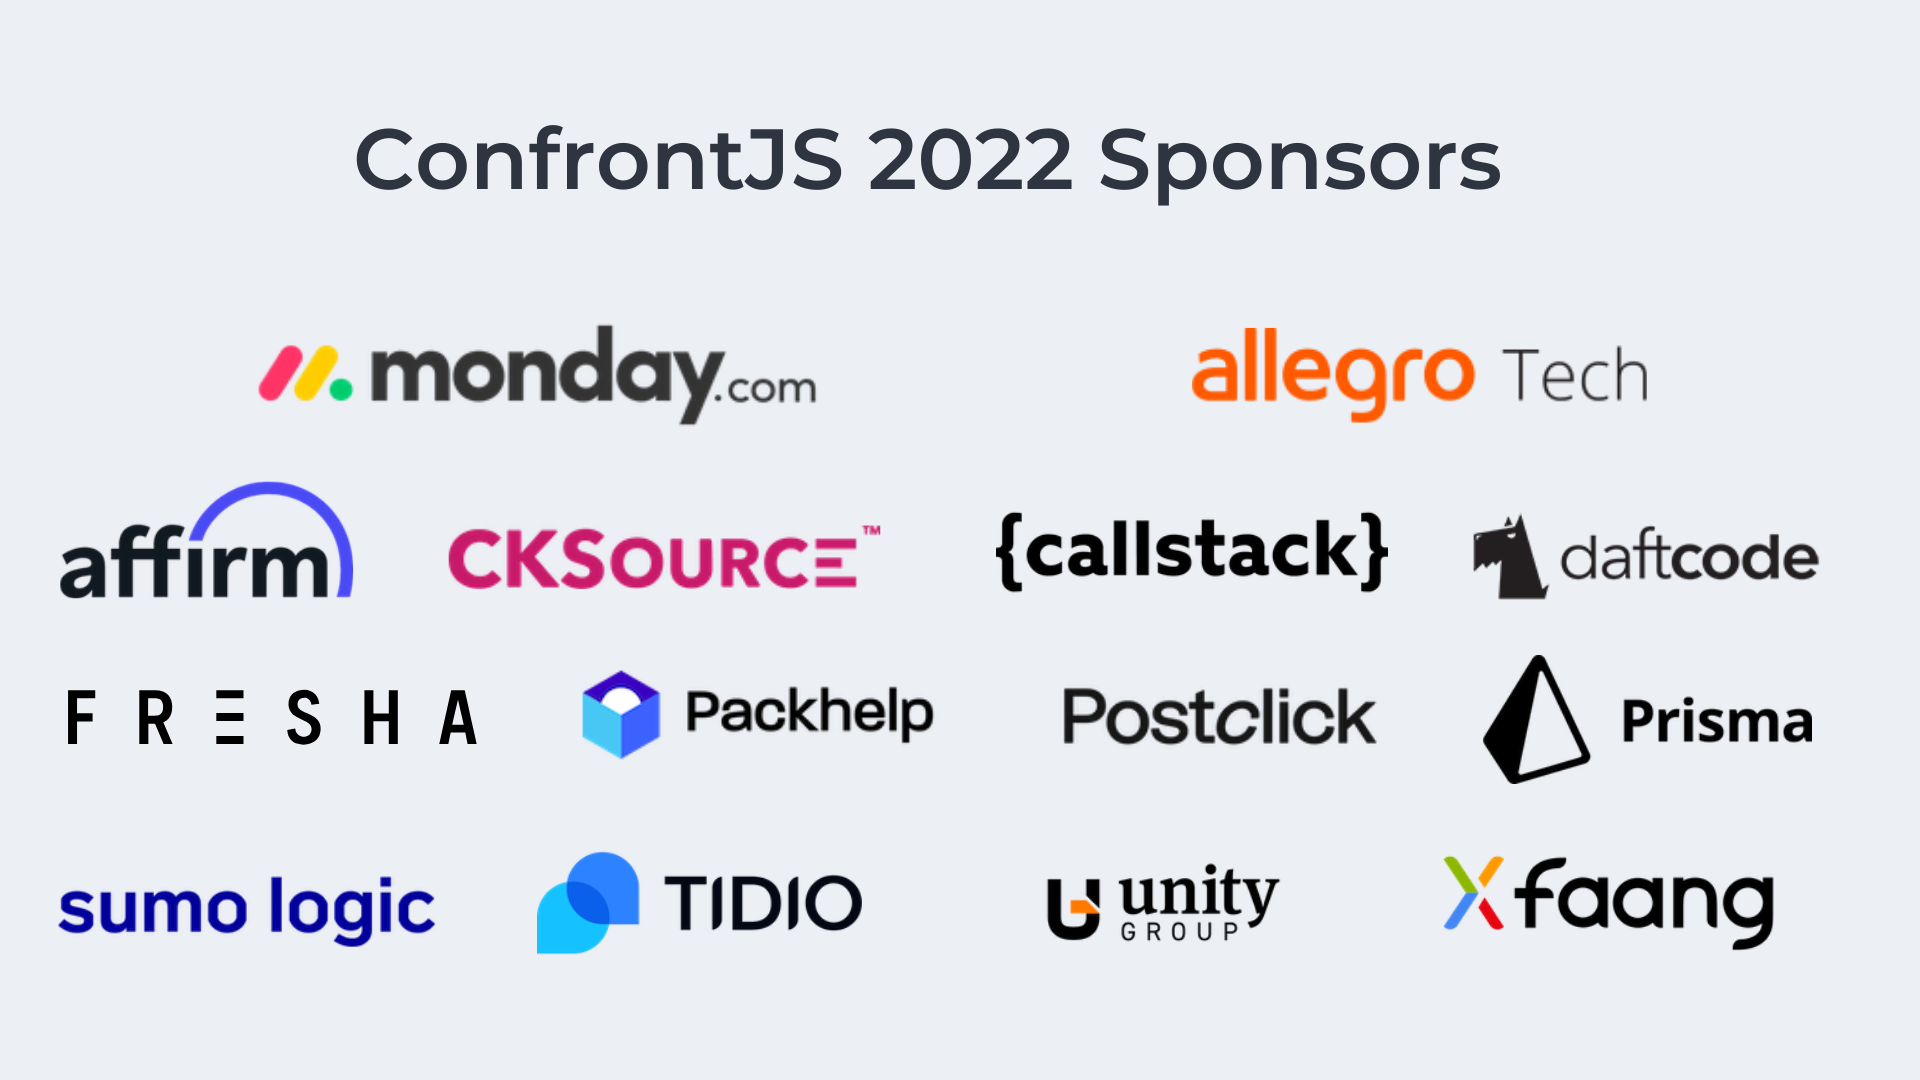 ConfrontJS 2022 Sponsors
monday.com
allegro Tech
affirm
CKSOURCE™
{callstack}
daftcode
FRESHA
Packhelp
Postclick
Prisma
sumo logic
TIDIO
unity
GROUP
Xfaang